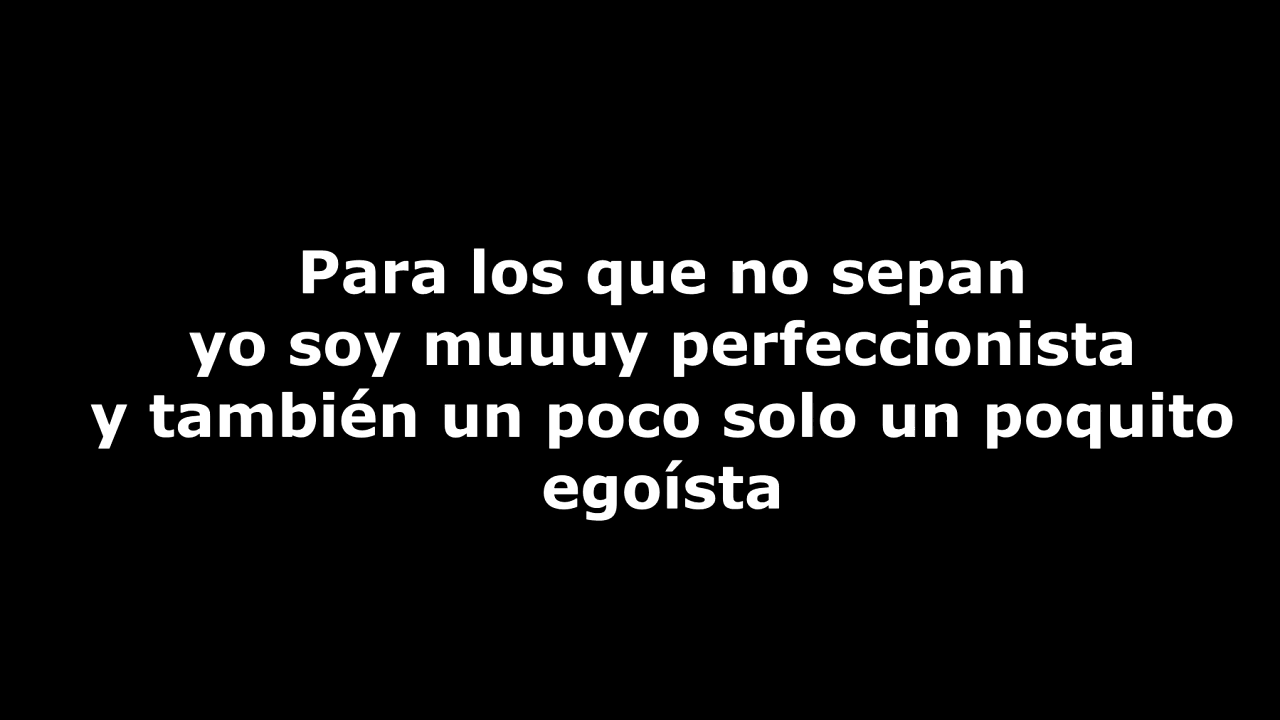 Para los que no sepan
yo soy muuuy perfeccionista
y también un poco solo un poquito
egoísta